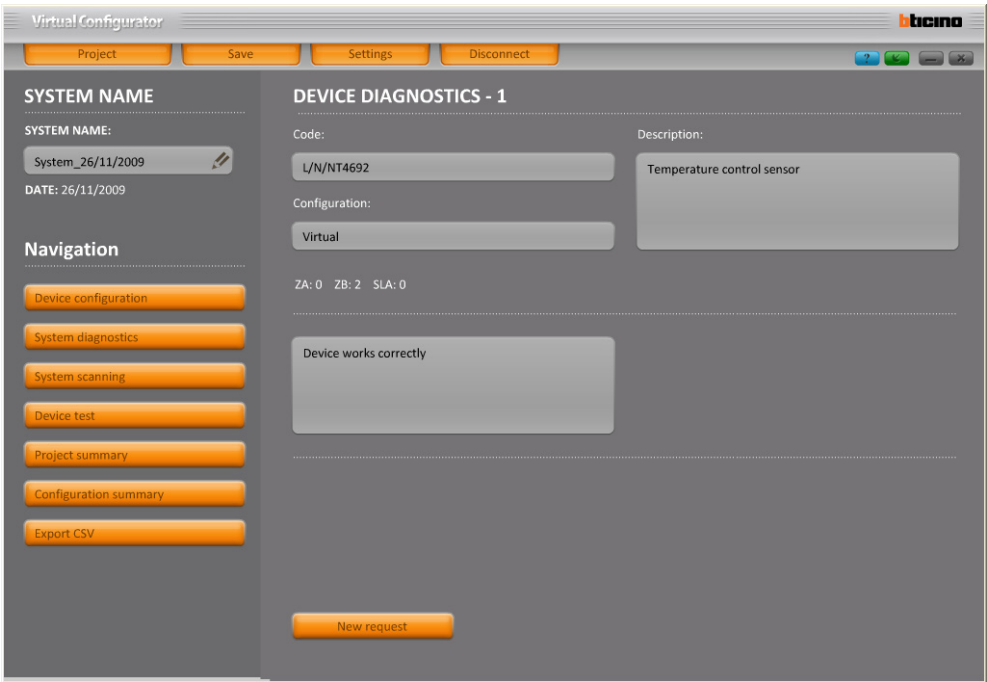 Virtual Configurator
bticino
Project
Save
Settings
Disconnect
?
SYSTEM NAME
SYSTEM NAME:
System_26/11/2009
DATE: 26/11/2009
Navigation
Device configuration
System diagnostics
System scanning
Device test
Project summary
Configuration summary
Export CSV
DEVICE DIAGNOSTICS - 1
Code:
L/N/NT4692
Configuration:
Virtual
Description:
Temperature control sensor
ZA: 0 ZB: 2 SLA: 0
Device works correctly
New request